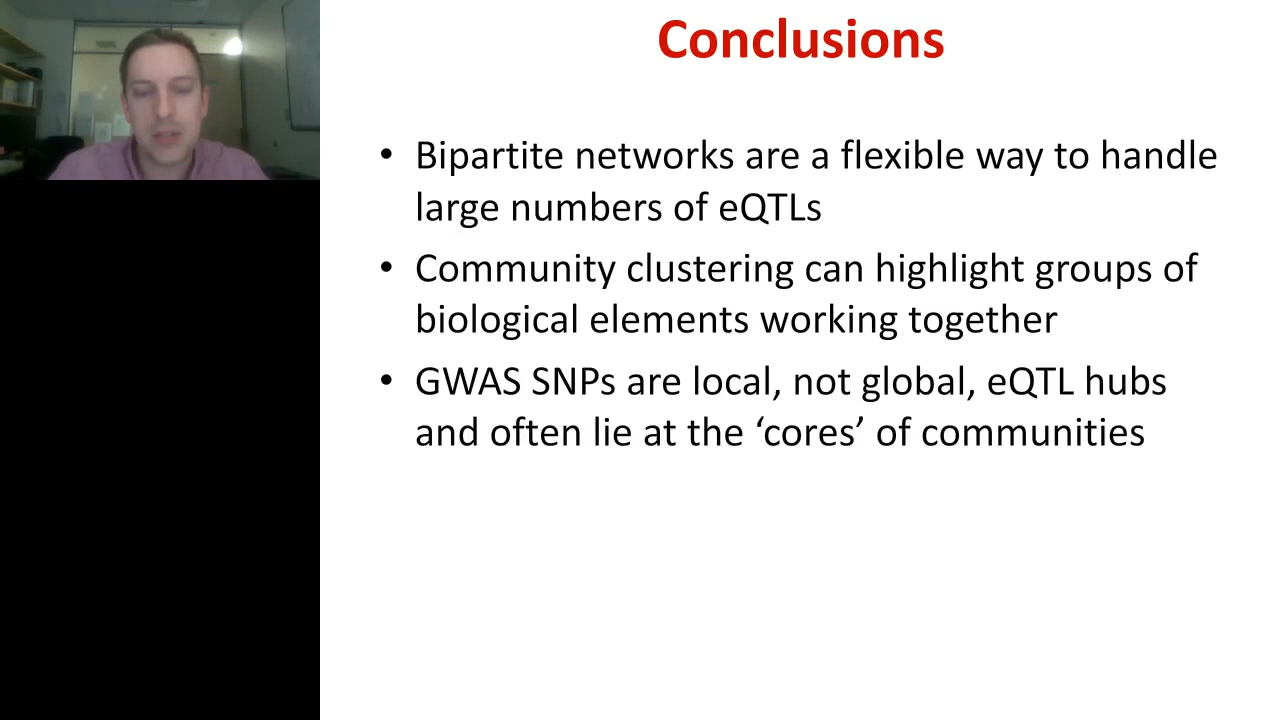 Conclusions
• Bipartite networks are a flexible way to handle
large numbers of eQTLs
• Community clustering can highlight groups of
biological elements working together
• GWAS SNPs are local, not global, eQTL hubs
and often lie at the ‘cores’ of communities